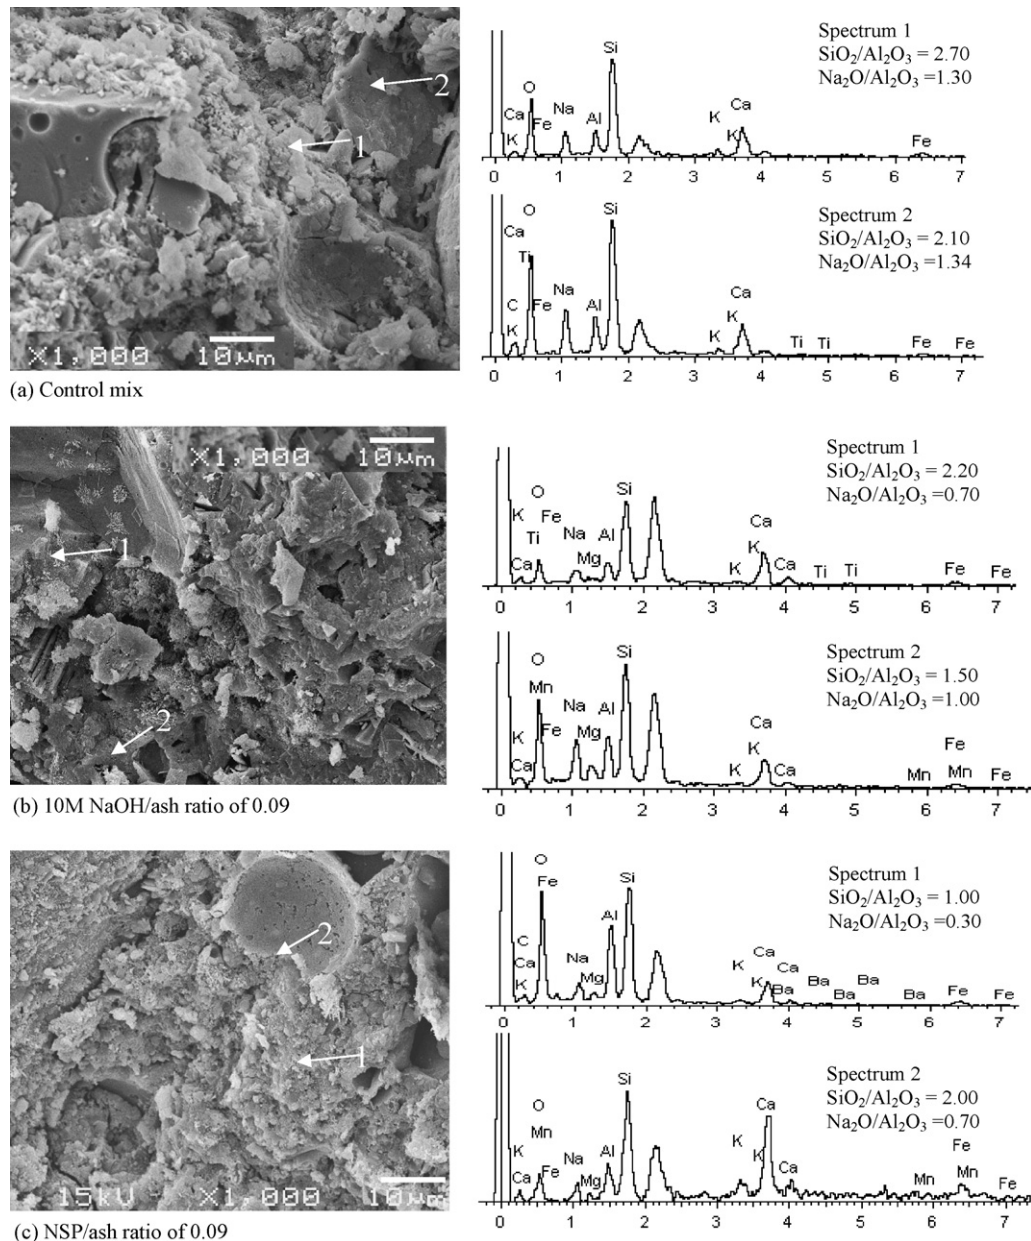 1
2
X1,000 10μm
(a) Control mix
Spectrum 1
SiO₂/Al₂O₃ = 2.70
Na₂O/Al₂O₃ =1.30
Si
O
Ca
K
Fe
Na
Al
K
K
Ca
Fe
0 1 2 3 4 5 6 7
Spectrum 2
SiO₂/Al₂O₃ = 2.10
Na₂O/Al₂O₃ =1.34
Si
O
Ca
Ti
C
K
Fe
Na
Al
K
K
Ca
Ti Ti
Fe Fe
0 1 2 3 4 5 6 7
X1,000 10μm
1
2
(b) 10M NaOH/ash ratio of 0.09
Spectrum 1
SiO₂/Al₂O₃ = 2.20
Na₂O/Al₂O₃ =0.70
Si
O
K
Fe
Ti
Ca
Na
Mg
Al
K
K
Ca
Ca
Ti Ti
Fe Fe
0 1 2 3 4 5 6 7
Spectrum 2
SiO₂/Al₂O₃ = 1.50
Na₂O/Al₂O₃ =1.00
Si
O
Mn
K
Ca
Fe
Na
Mg
Al
K
K
Ca
Ca
Mn
Fe
Mn
Fe
0 1 2 3 4 5 6 7
2
1
15kV X1,000 10μm
(c) NSP/ash ratio of 0.09
Spectrum 1
SiO₂/Al₂O₃ = 1.00
Na₂O/Al₂O₃ =0.30
Si
O
Fe
C
Ca
K
Na
Mg
Al
K
K
Ca
Ca
Ba
Ba
Ba
Ba
Ba
Fe
Fe
0 1 2 3 4 5 6 7
Spectrum 2
SiO₂/Al₂O₃ = 2.00
Na₂O/Al₂O₃ =0.70
Si
O
Mn
K
Ca
Fe
Na
Mg
Al
K
K
Ca
Ca
Mn
Fe
Mn
Fe
0 1 2 3 4 5 6 7